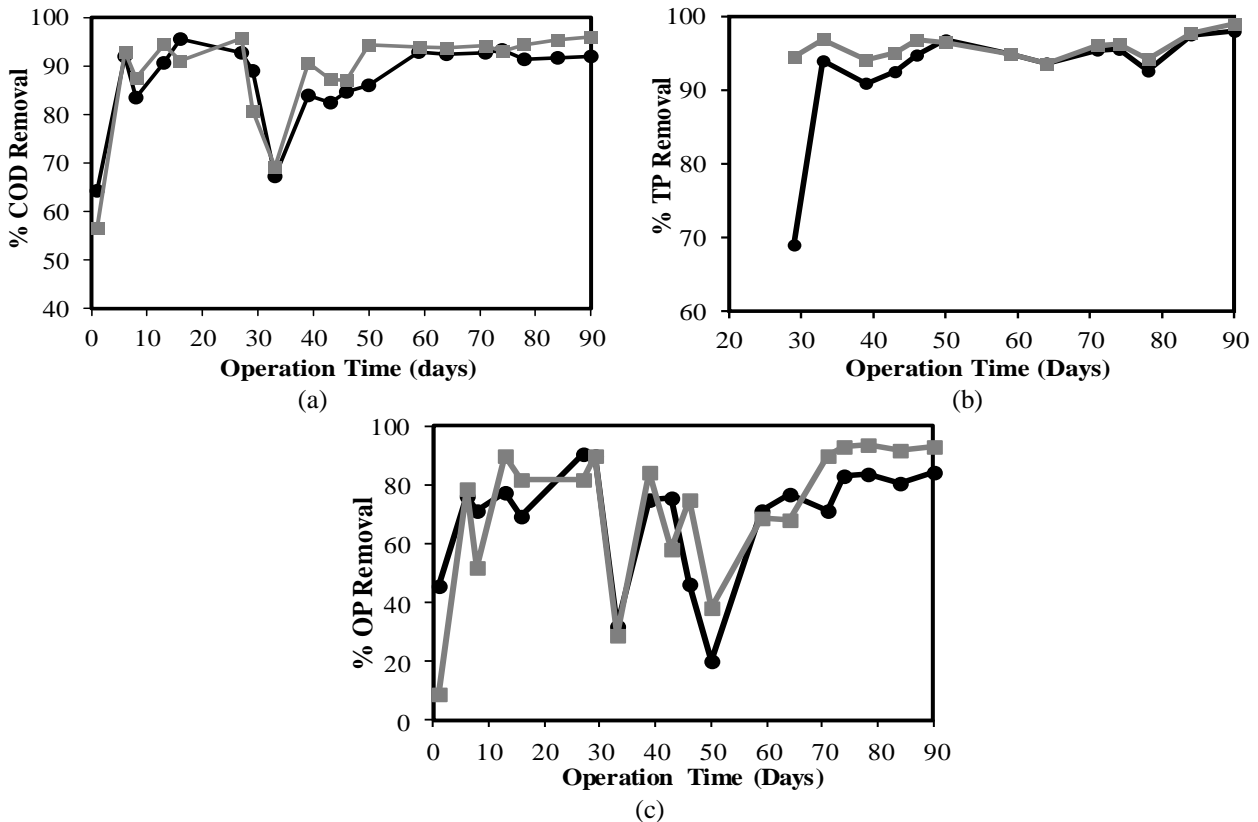 100
90
80
70
60
50
40
% COD Removal
0 10 20 30 40 50 60 70 80 90
Operation Time (days)
(a)
100
90
80
70
60
% TP Removal
20 30 40 50 60 70 80 90
Operation Time (Days)
(b)
100
80
60
40
20
0
% OP Removal
0 10 20 30 40 50 60 70 80 90
Operation Time (Days)
(c)